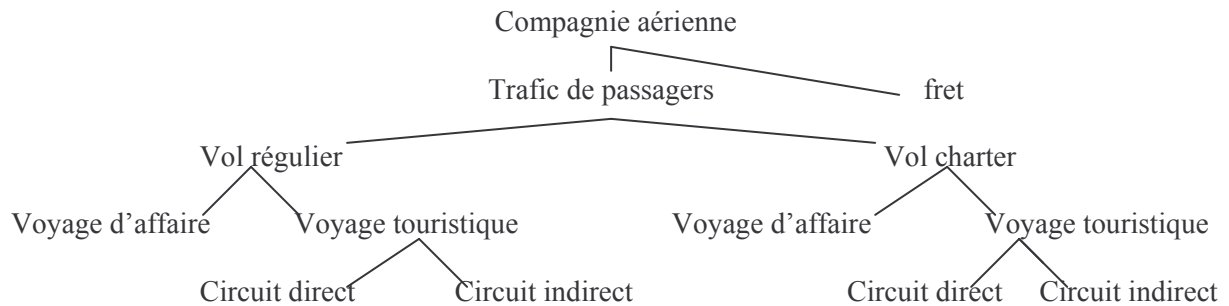 Compagnie aérienne
Trafic de passagers fret
Vol régulier Vol charter
Voyage d’affaire Voyage touristique Voyage d’affaire Voyage touristique
Circuit direct Circuit indirect Circuit direct Circuit indirect